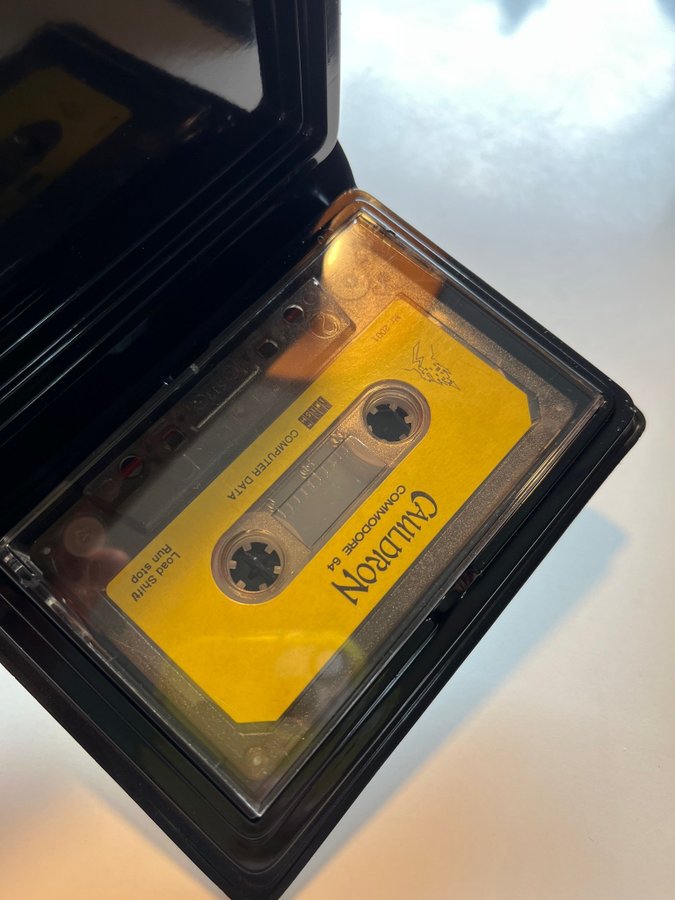 CAULDRON
COMMODORE 64
COMPUTER DATA
Load Shift/
Run stop